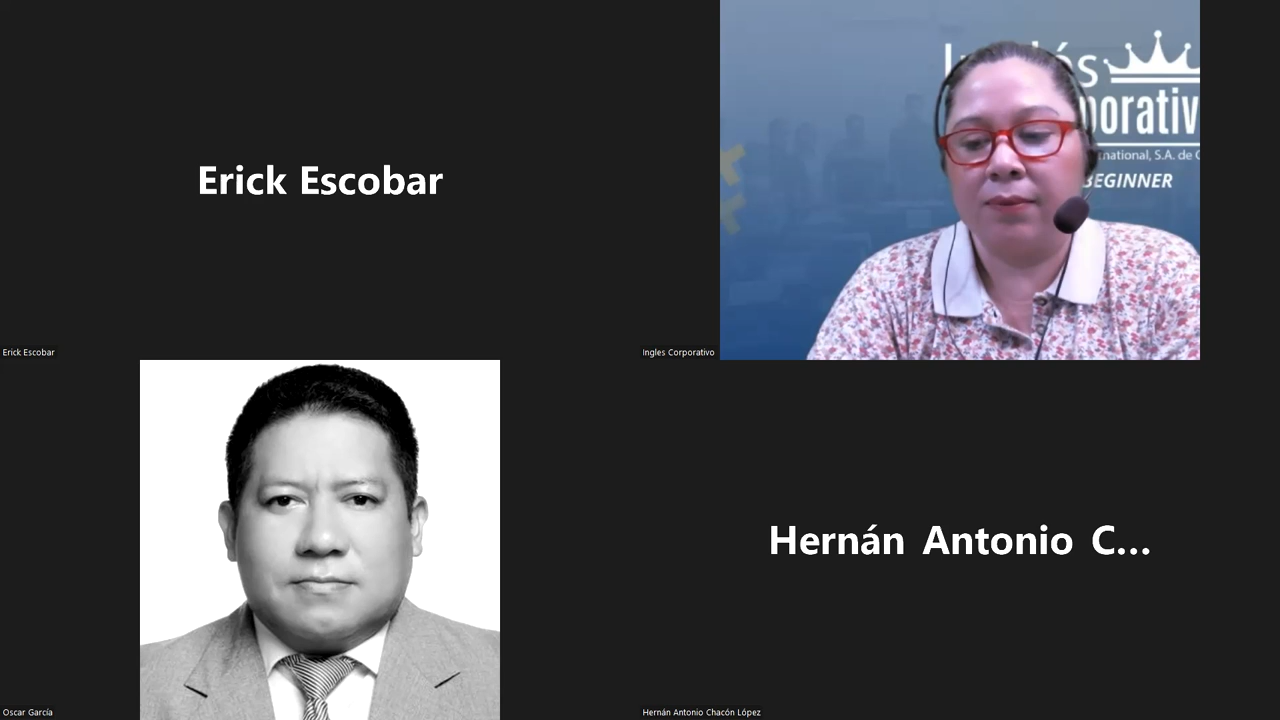 Erick Escobar
Erick Escobar
BEGINNER
Ingles Corporativo
Oscar García
Hernán Antonio C...
Hernán Antonio Chacón López